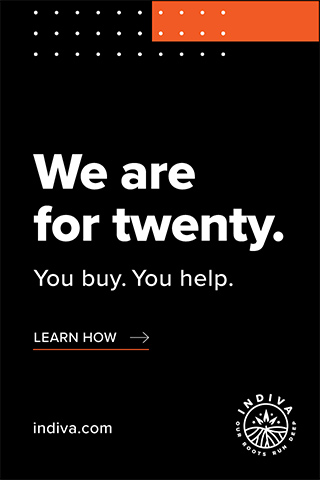 We are
for twenty.
You buy. You help.
LEARN HOW
indiva.com
INDIVA
OUR ROOTS RUN DEEP